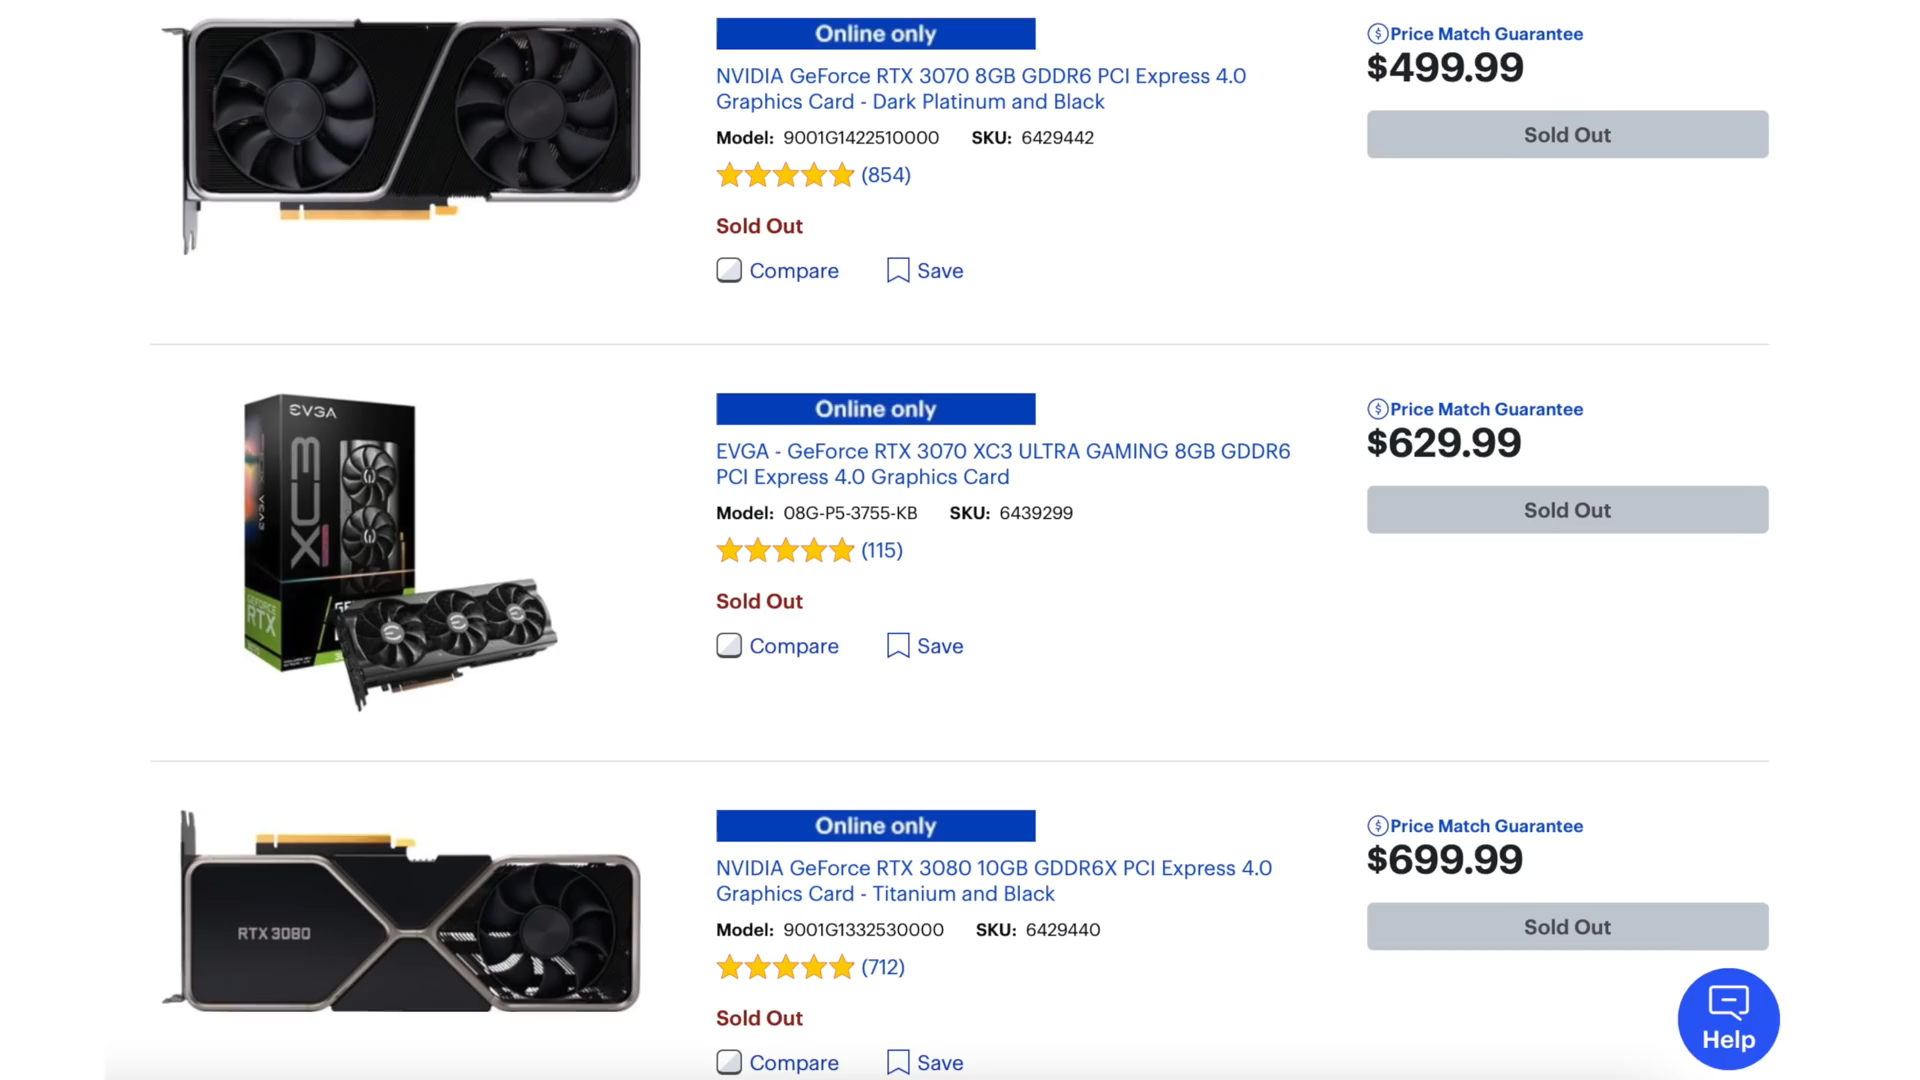 Online only
NVIDIA GeForce RTX 3070 8GB GDDR6 PCI Express 4.0
Graphics Card - Dark Platinum and Black
Model: 9001G1422510000 SKU: 6429442
(854)
Sold Out
Compare Save
Price Match Guarantee
$499.99
Sold Out
EVGA
XC3
EVGA
GEFORCE
RTX
Online only
EVGA - GeForce RTX 3070 XC3 ULTRA GAMING 8GB GDDR6
PCI Express 4.0 Graphics Card
Model: 08G-P5-3755-KB SKU: 6439299
(115)
Sold Out
Compare Save
Price Match Guarantee
$629.99
Sold Out
RTX 3080
Online only
NVIDIA GeForce RTX 3080 10GB GDDR6X PCI Express 4.0
Graphics Card - Titanium and Black
Model: 9001G1332530000 SKU: 6429440
(712)
Sold Out
Compare Save
Price Match Guarantee
$699.99
Sold Out
Help